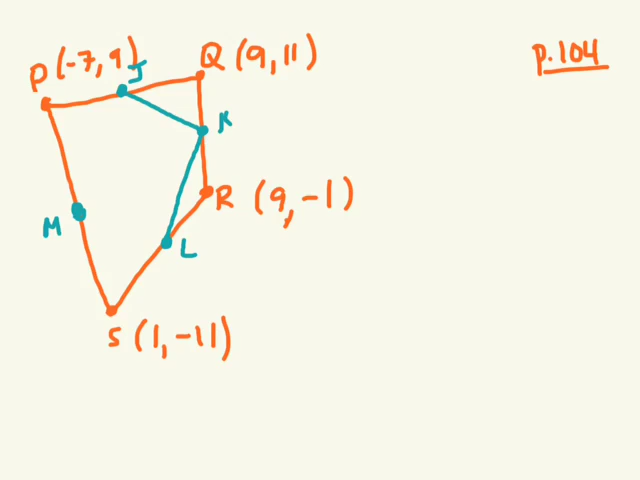 P (-7, 9) J Q (9, 11) p.104
K
M R (9, -1)
L
S (1, -11)